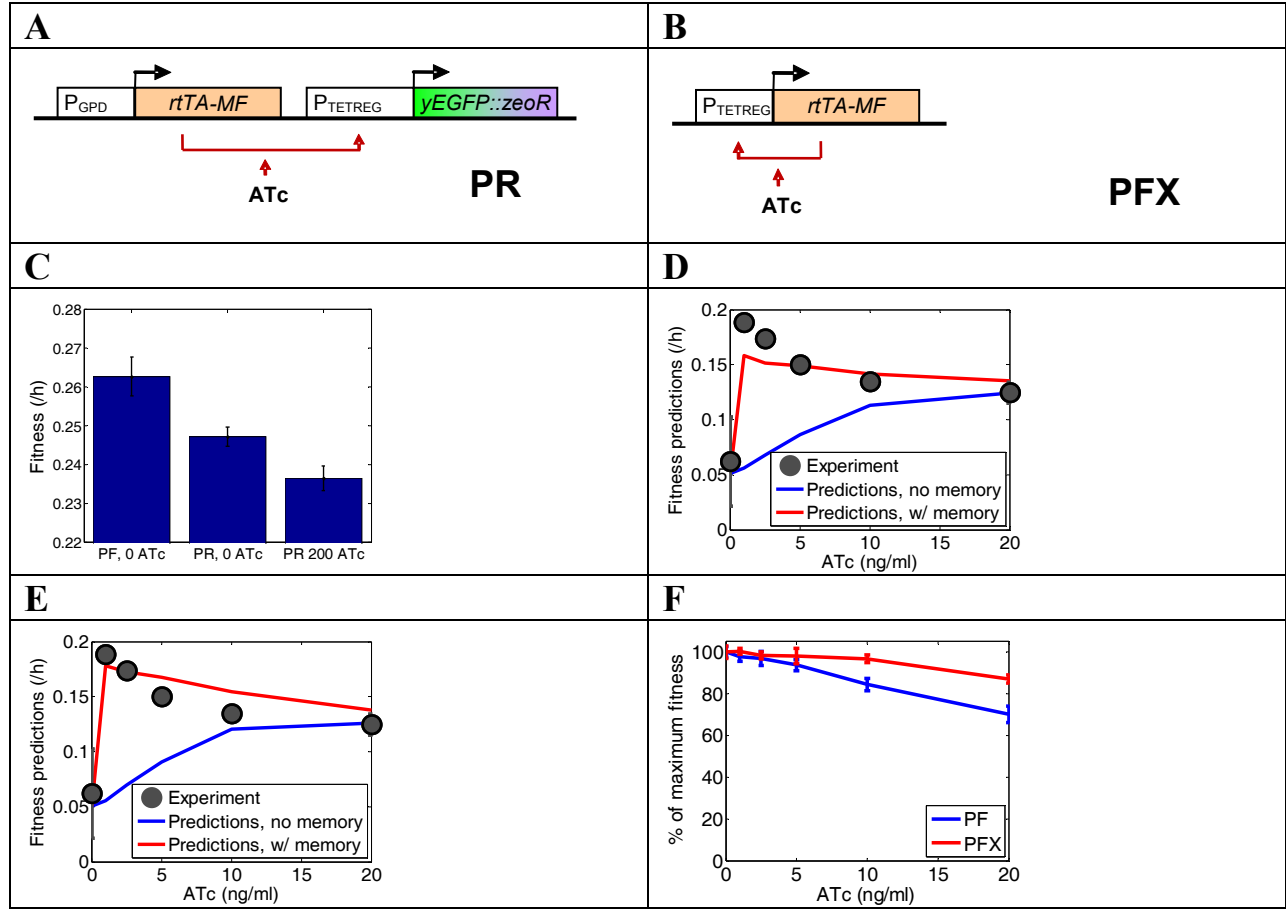 A
P_GPD rtTA-MF P_TETREG yEGFP::zeoR
ATc
PR
B
P_TETREG rtTA-MF
ATc
PFX
C
0.28
0.27
0.26
0.25
0.24
0.23
0.22
Fitness (/h)
PF, 0 ATc PR, 0 ATc PR 200 ATc
D
0.2
0.15
0.1
0.05
0
Fitness predictions (/h)
Experiment
Predictions, no memory
Predictions, w/ memory
0 5 10 15 20
ATc (ng/ml)
E
0.2
0.15
0.1
0.05
0
Fitness predictions (/h)
Experiment
Predictions, no memory
Predictions, w/ memory
0 5 10 15 20
ATc (ng/ml)
F
100
80
60
40
20
0
% of maximum fitness
PF
PFX
0 5 10 15 20
ATc (ng/ml)